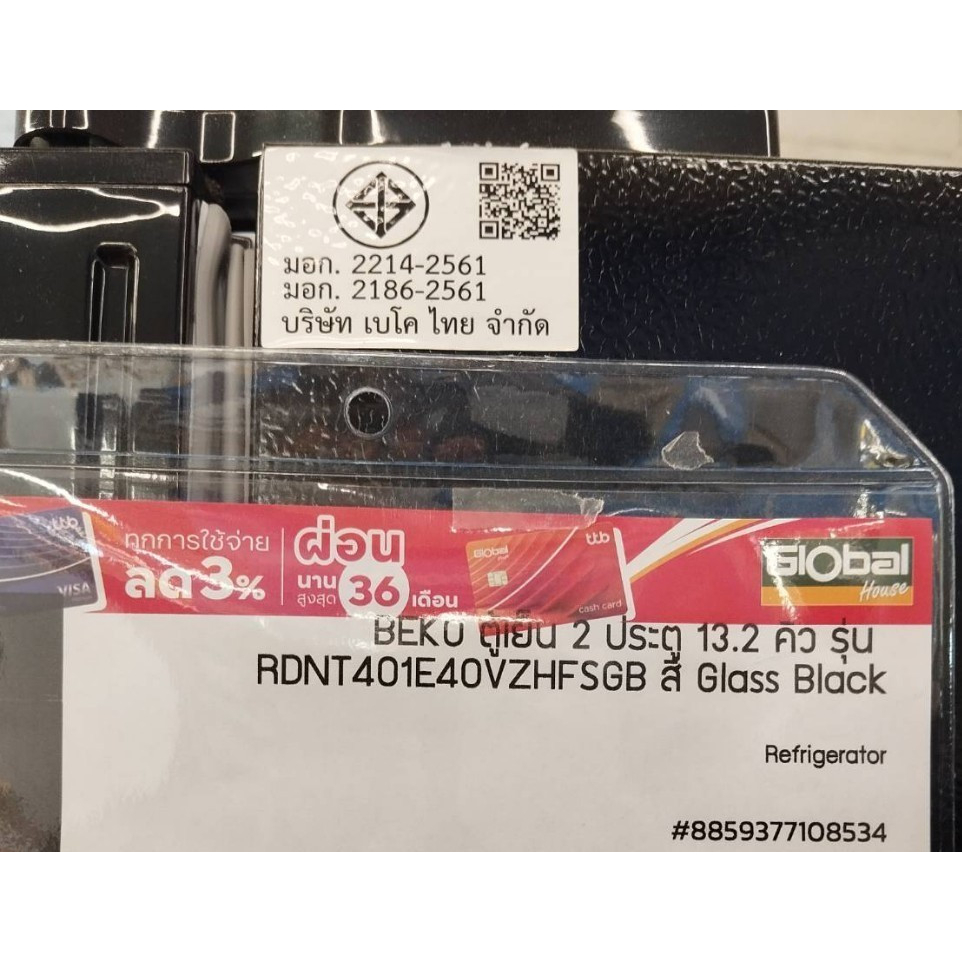 มอก. 2214-2561
มอก. 2186-2561
บริษัท เบโค ไทย จำกัด
ttb
VISA
ทุกการใช้จ่าย
ลด 3%
ผ่อน
นาน
สูงสุด 36 เดือน
Global
ttb
cash card
Global
House
BEKO ตู้เย็น 2 ประตู 13.2 คิว รุ่น
RDNT401E40VZHFSGB สี Glass Black
Refrigerator
#8859377108534